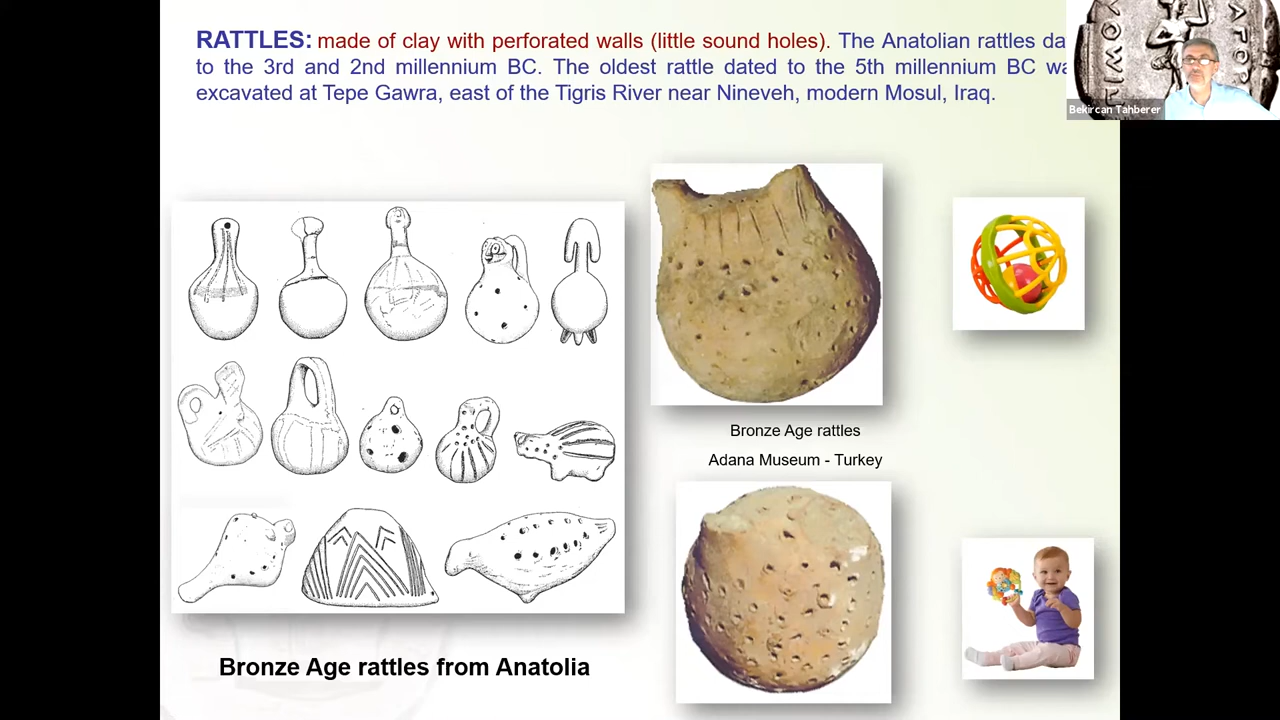 RATTLES: made of clay with perforated walls (little sound holes). The Anatolian rattles da
to the 3rd and 2nd millennium BC. The oldest rattle dated to the 5th millennium BC wa
excavated at Tepe Gawra, east of the Tigris River near Nineveh, modern Mosul, Iraq.
Bekircan Tahberer
Bronze Age rattles
Adana Museum - Turkey
Bronze Age rattles from Anatolia